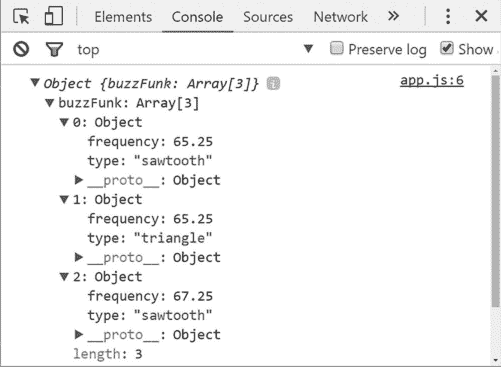 Elements Console Sources Network »
top Preserve log Show
Object {buzzFunk: Array[3]} i app.js:6
buzzFunk: Array[3]
0: Object
frequency: 65.25
type: "sawtooth"
__proto__: Object
1: Object
frequency: 65.25
type: "triangle"
__proto__: Object
2: Object
frequency: 67.25
type: "sawtooth"
__proto__: Object
length: 3